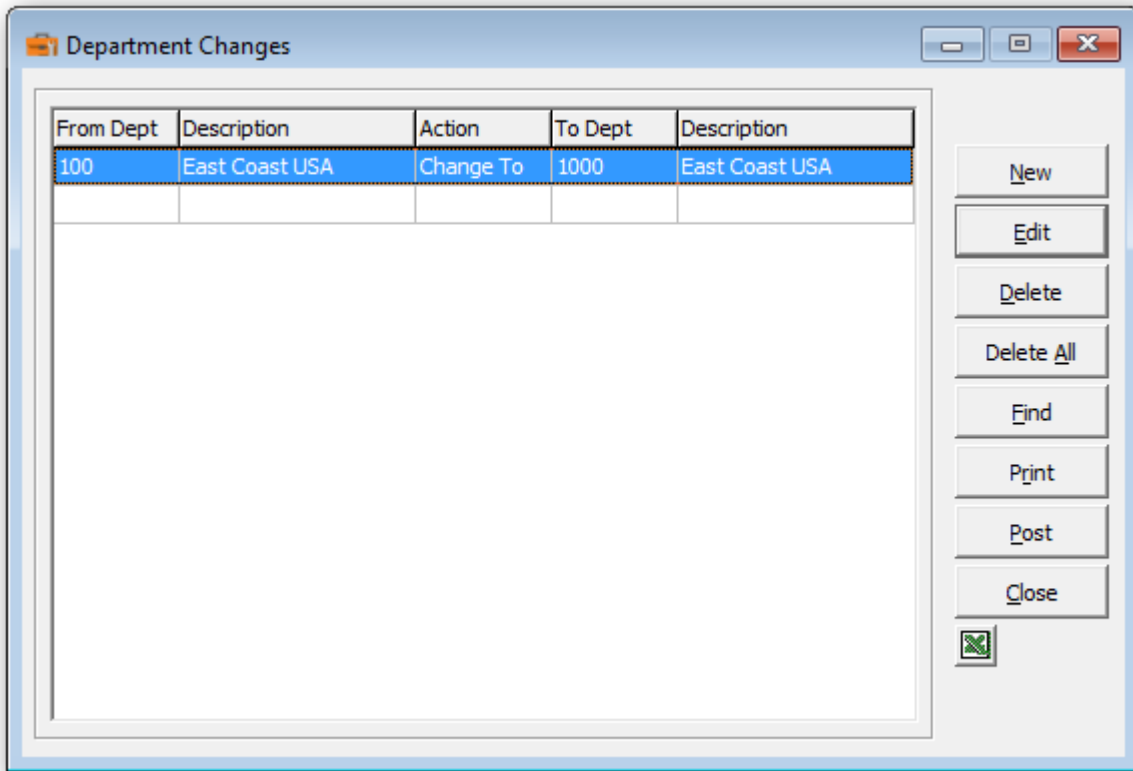 Department Changes
From Dept Description Action To Dept Description
100 East Coast USA Change To 1000 East Coast USA
New
Edit
Delete
Delete All
Find
Print
Post
Close